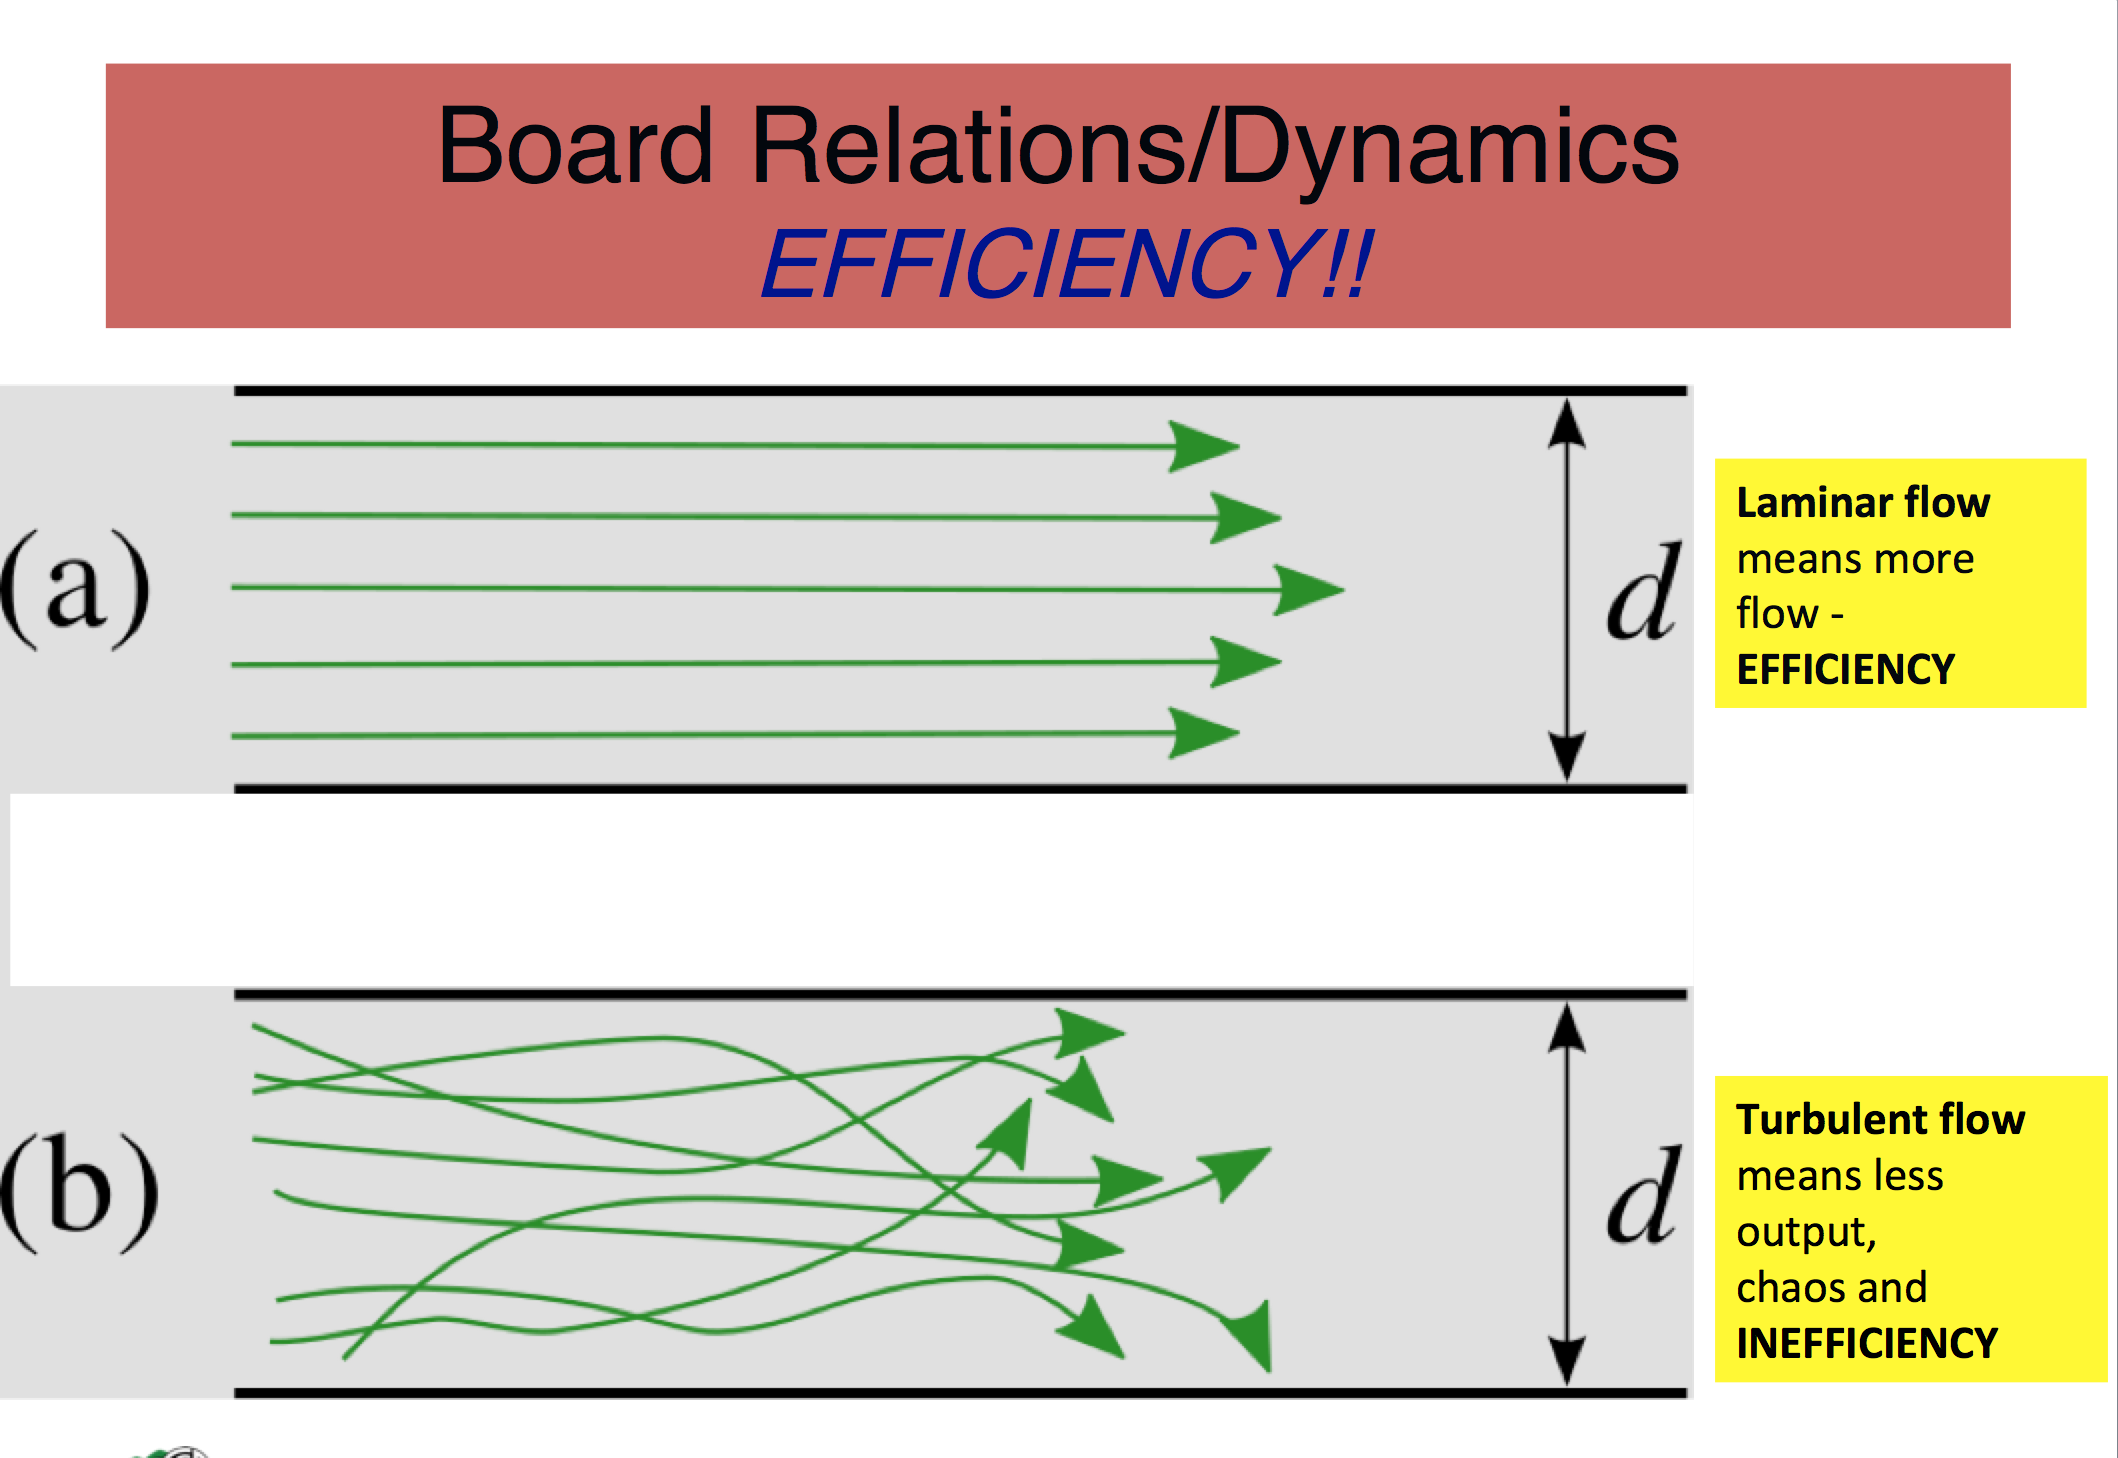 Board Relations/Dynamics
EFFICIENCY!!
(a)
d
Laminar flow
means more
flow -
EFFICIENCY
(b)
d
Turbulent flow
means less
output,
chaos and
INEFFICIENCY